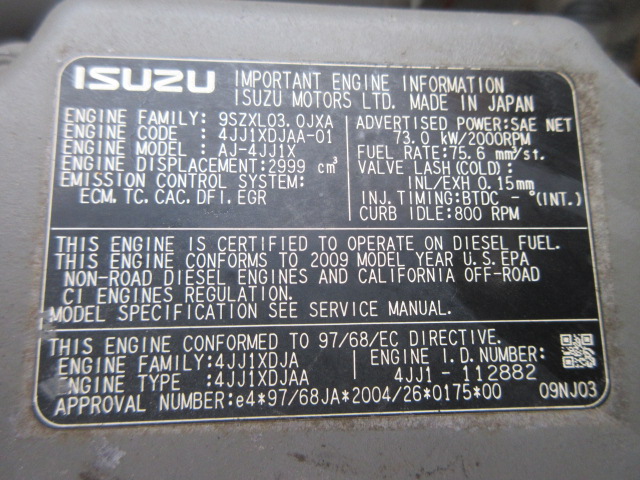 ISUZU IMPORTANT ENGINE INFORMATION
ISUZU MOTORS LTD. MADE IN JAPAN
ENGINE FAMILY: 9SZXL03.0JXA
ENGINE CODE : 4JJ1XDJAA-01
ENGINE MODEL : AJ-4JJ1X
ENGINE DISPLACEMENT: 2999 cm³
EMISSION CONTROL SYSTEM :
ECM, TC, CAC, DFI, EGR
ADVERTISED POWER: SAE NET
73.0 kW/2000RPM
FUEL RATE: 75.6 mm³/st.
VALVE LASH (COLD) :
INL/EXH 0.15mm
INJ. TIMING: BTDC - °(INT.)
CURB IDLE: 800 RPM
THIS ENGINE IS CERTIFIED TO OPERATE ON DIESEL FUEL.
THIS ENGINE CONFORMS TO 2009 MODEL YEAR U.S. EPA
NON-ROAD DIESEL ENGINES AND CALIFORNIA OFF-ROAD
CI ENGINES REGULATION.
MODEL SPECIFICATION SEE SERVICE MANUAL.
THIS ENGINE CONFORMED TO 97/68/EC DIRECTIVE.
ENGINE FAMILY: 4JJ1XDJA
ENGINE TYPE : 4JJ1XDJAA
ENGINE I.D. NUMBER:
4JJ1 - 112882
APPROVAL NUMBER: e4*97/68JA*2004/26*0175*00
09NJ03